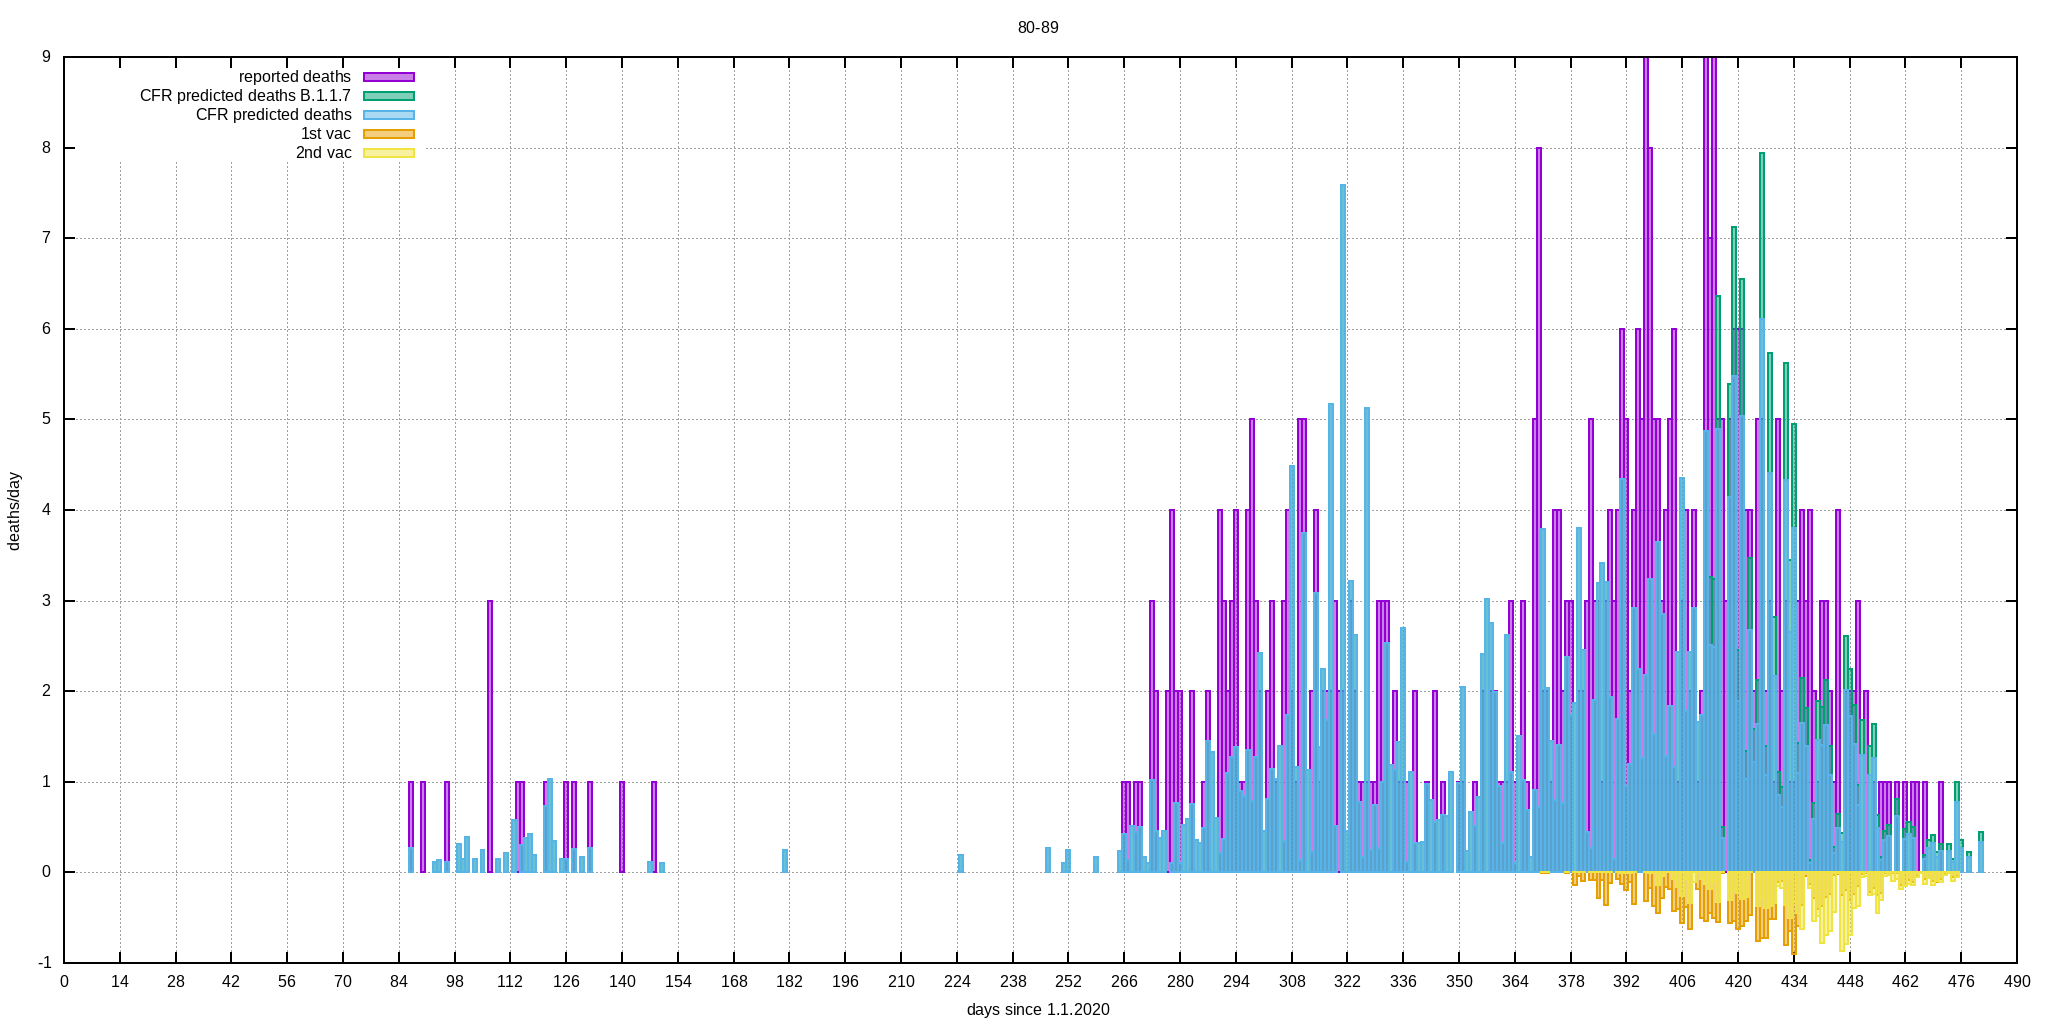 80-89
9
reported deaths
CFR predicted deaths B.1.1.7
CFR predicted deaths
1st vac
2nd vac
8
7
6
5
4
3
2
1
0
-1
deaths/day
0 14 28 42 56 70 84 98 112 126 140 154 168 182 196 210 224 238 252 266 280 294 308 322 336 350 364 378 392 406 420 434 448 462 476 490
days since 1.1.2020